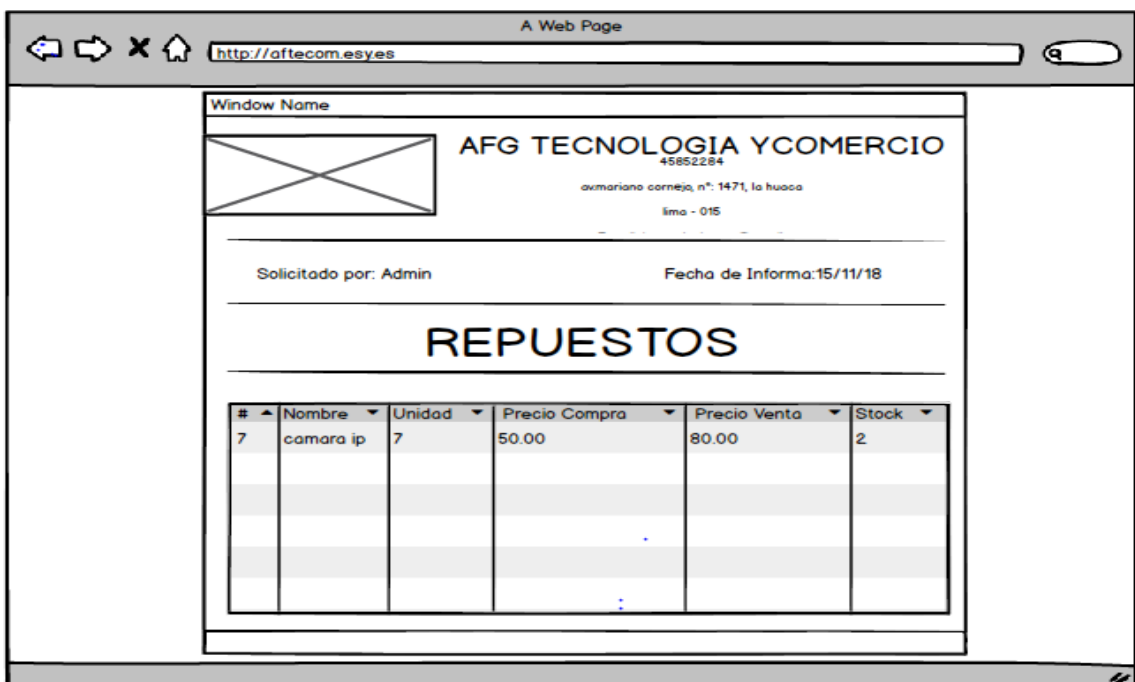 A Web Page
http://aftecom.esy.es
Window Name
AFG TECNOLOGIA YCOMERCIO
45852284
av.mariano cornejo, n°: 1471, la huaca
lima - 015
Solicitado por: Admin
Fecha de Informa:15/11/18
REPUESTOS
# Nombre Unidad Precio Compra Precio Venta Stock
7 camara ip 7 50.00 80.00 2